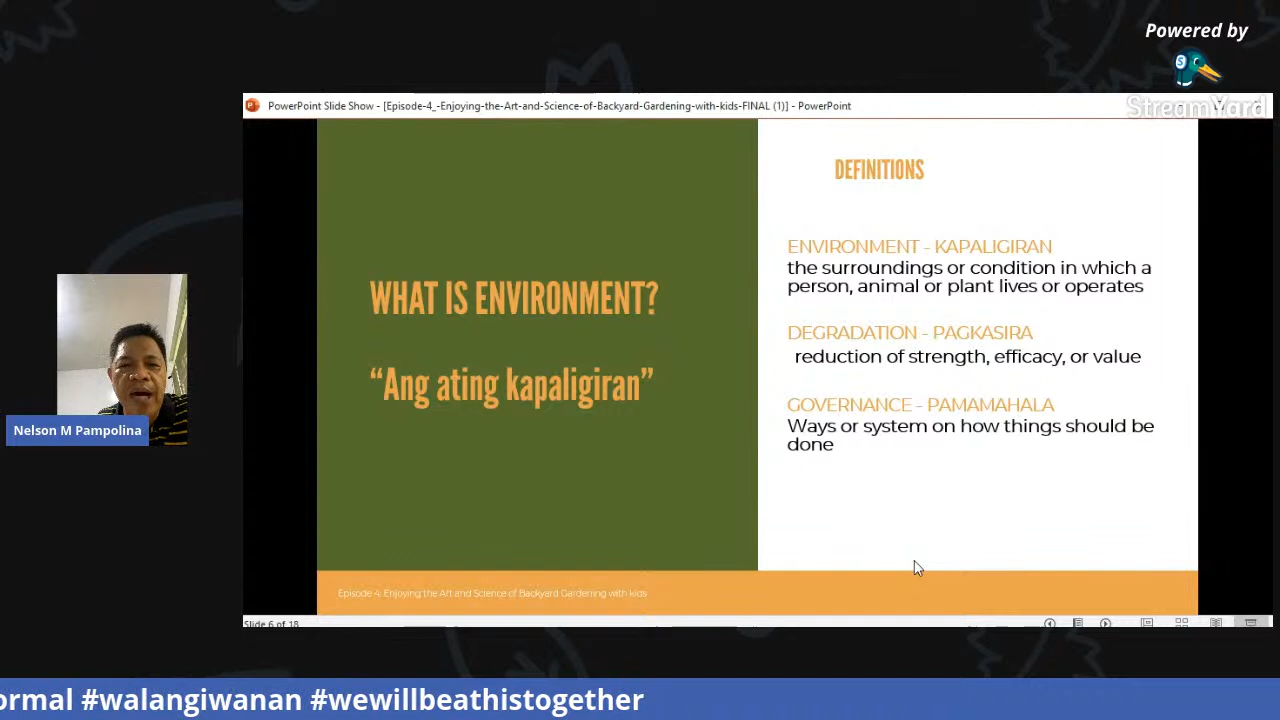 Powered by
StreamYard
PowerPoint Slide Show - [Episode-4_-Enjoying-the-Art-and-Science-of-Backyard-Gardening-with-kids-FINAL (1)] - PowerPoint
WHAT IS ENVIRONMENT?
“Ang ating kapaligiran”
DEFINITIONS
ENVIRONMENT - KAPALIGIRAN
the surroundings or condition in which a
person, animal or plant lives or operates
DEGRADATION - PAGKASIRA
reduction of strength, efficacy, or value
GOVERNANCE - PAMAMAHALA
Ways or system on how things should be
done
Episode 4: Enjoying the Art and Science of Backyard Gardening with kids
Slide 6 of 18
Nelson M Pampolina
ormal #walangiwanan #wewillbeathistogether